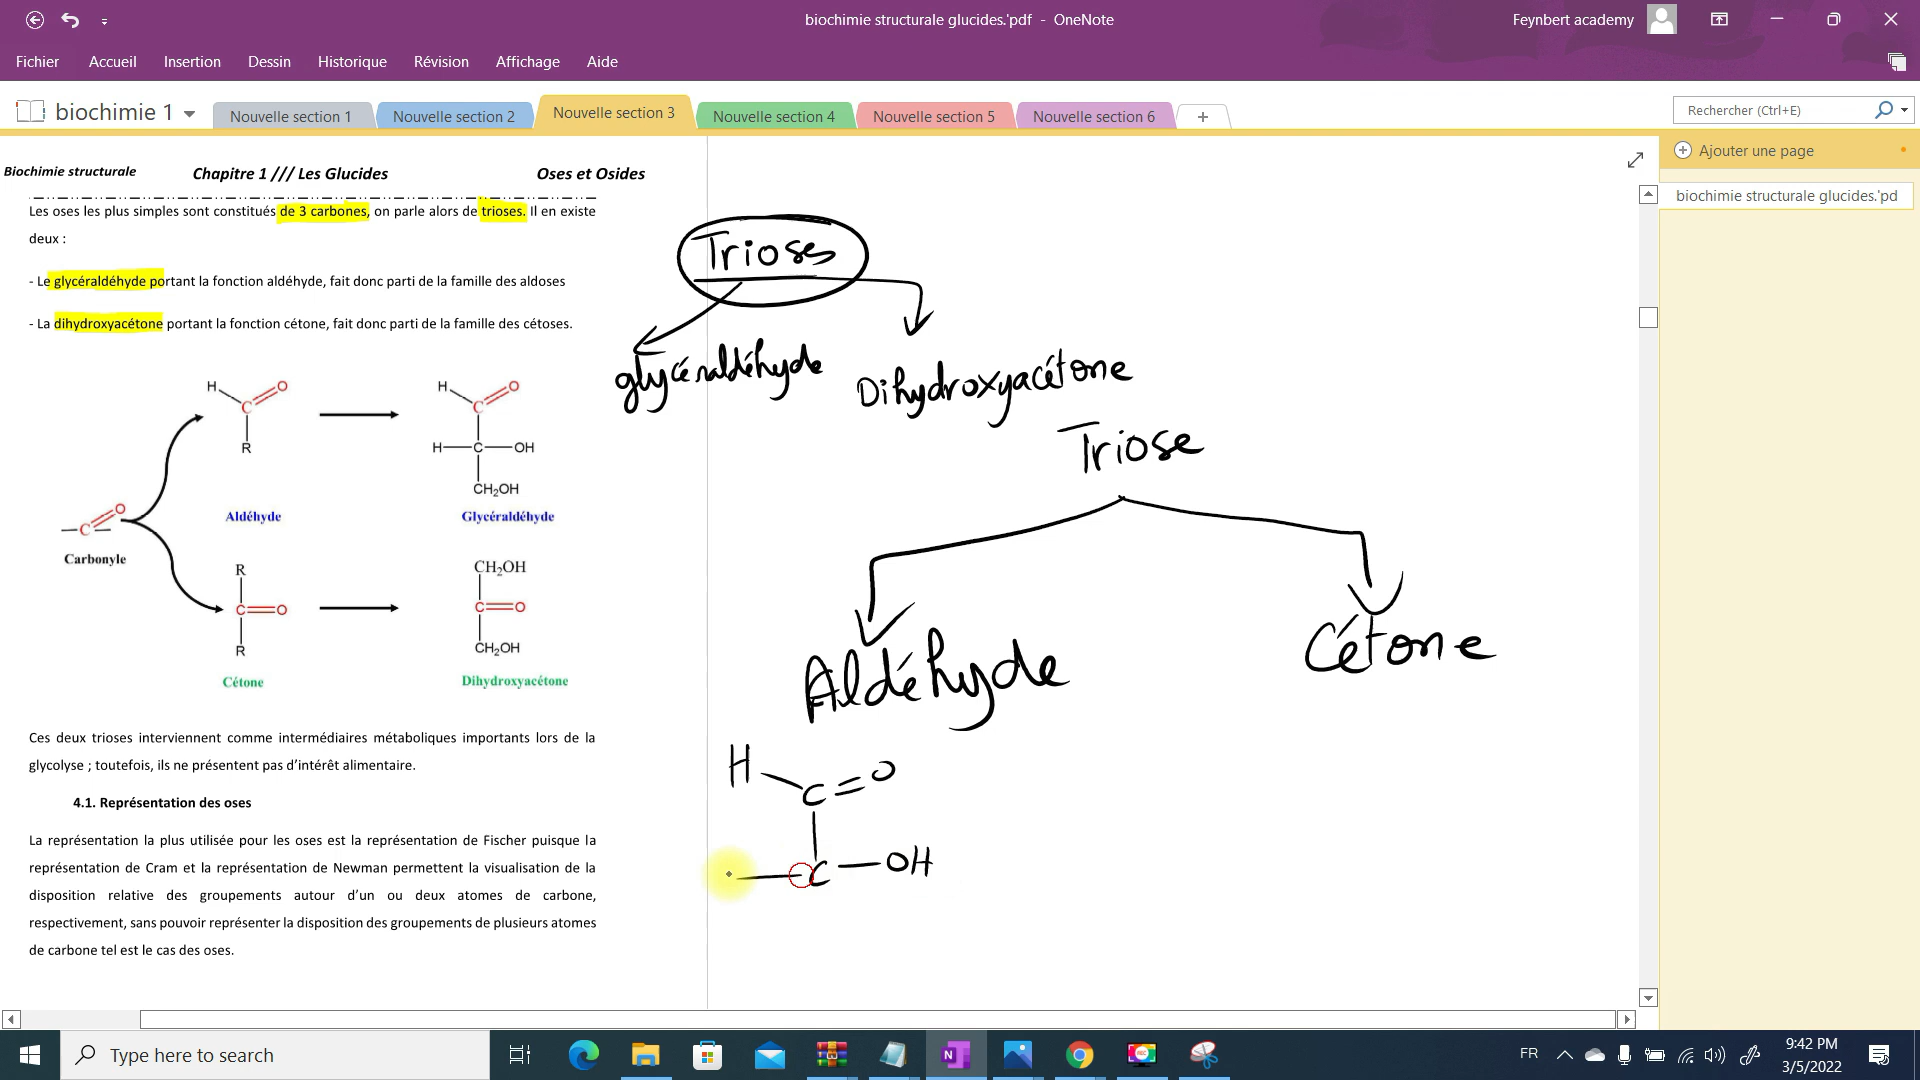 biochimie structurale glucides.'pdf - OneNote
Feynbert academy
Fichier Accueil Insertion Dessin Historique Révision Affichage Aide
biochimie 1
Nouvelle section 1
Nouvelle section 2
Nouvelle section 3
Nouvelle section 4
Nouvelle section 5
Nouvelle section 6
+
Rechercher (Ctrl+E)
Ajouter une page
biochimie structurale glucides.'pd
Biochimie structurale Chapitre 1 /// Les Glucides Oses et Osides
Les oses les plus simples sont constitués de 3 carbones, on parle alors de trioses. Il en existe
deux :
- Le glycéraldéhyde portant la fonction aldéhyde, fait donc parti de la famille des aldoses
- La dihydroxyacétone portant la fonction cétone, fait donc parti de la famille des cétoses.
H O H O
C C
R H C OH
CH₂OH
Aldéhyde Glycéraldéhyde
C O
Carbonyle
R CH₂OH
C O C O
R CH₂OH
Cétone Dihydroxyacétone
Ces deux trioses interviennent comme intermédiaires métaboliques importants lors de la
glycolyse ; toutefois, ils ne présentent pas d'intérêt alimentaire.
4.1. Représentation des oses
La représentation la plus utilisée pour les oses est la représentation de Fischer puisque la
représentation de Cram et la représentation de Newman permettent la visualisation de la
disposition relative des groupements autour d'un ou deux atomes de carbone,
respectivement, sans pouvoir représenter la disposition des groupements de plusieurs atomes
de carbone tel est le cas des oses.
Trioses
glycéraldéhyde
Dihydroxyacétone
Triose
Aldéhyde
Cétone
H C = O
C - OH
Type here to search
FR
9:42 PM
3/5/2022